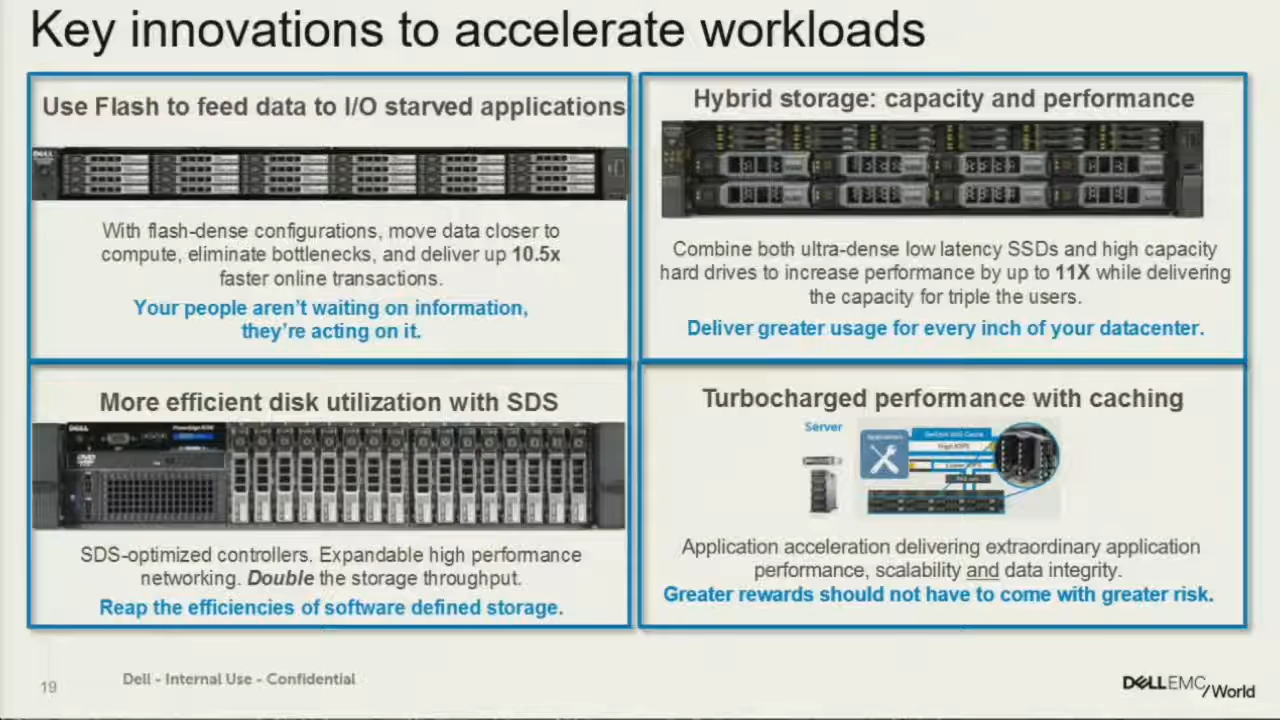 Key innovations to accelerate workloads
Use Flash to feed data to I/O starved applications
DELL
With flash-dense configurations, move data closer to
compute, eliminate bottlenecks, and deliver up 10.5x
faster online transactions.
Your people aren't waiting on information,
they're acting on it.
Hybrid storage: capacity and performance
Combine both ultra-dense low latency SSDs and high capacity
hard drives to increase performance by up to 11X while delivering
the capacity for triple the users.
Deliver greater usage for every inch of your datacenter.
More efficient disk utilization with SDS
DELL
SDS-optimized controllers. Expandable high performance
networking. Double the storage throughput.
Reap the efficiencies of software defined storage.
Turbocharged performance with caching
Server
Application acceleration delivering extraordinary application
performance, scalability and data integrity.
Greater rewards should not have to come with greater risk.
19
Dell - Internal Use - Confidential
DELL EMC
World